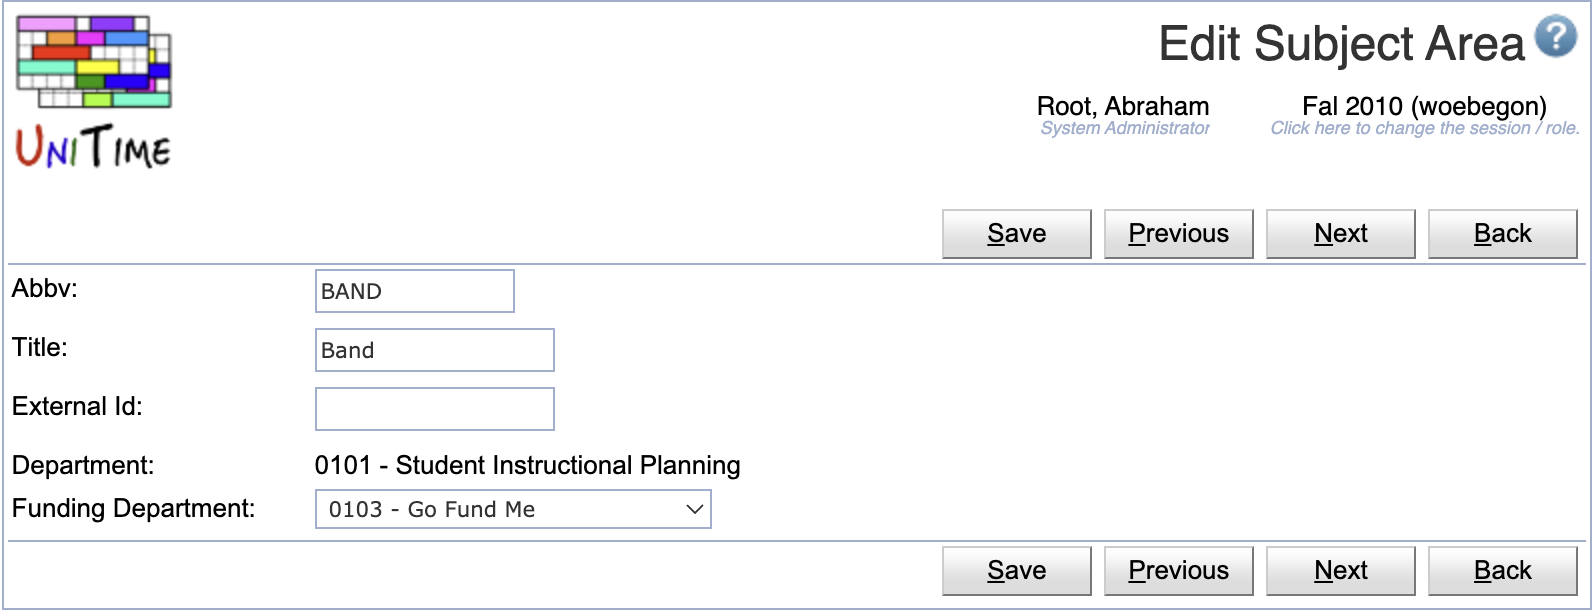 Edit Subject Area ?
UNITIME
Root, Abraham
System Administrator
Fal 2010 (woebegon)
Click here to change the session / role.
Save Previous Next Back
Abbv: BAND
Title: Band
External Id:
Department: 0101 - Student Instructional Planning
Funding Department: 0103 - Go Fund Me
Save Previous Next Back